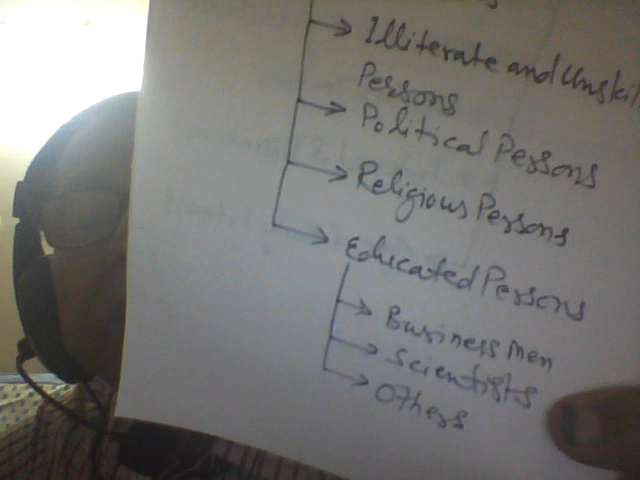 Illiterate and Unskil
Persons
Political Persons
Religious Persons
Educated Persons
Business Men
Scientists
Others